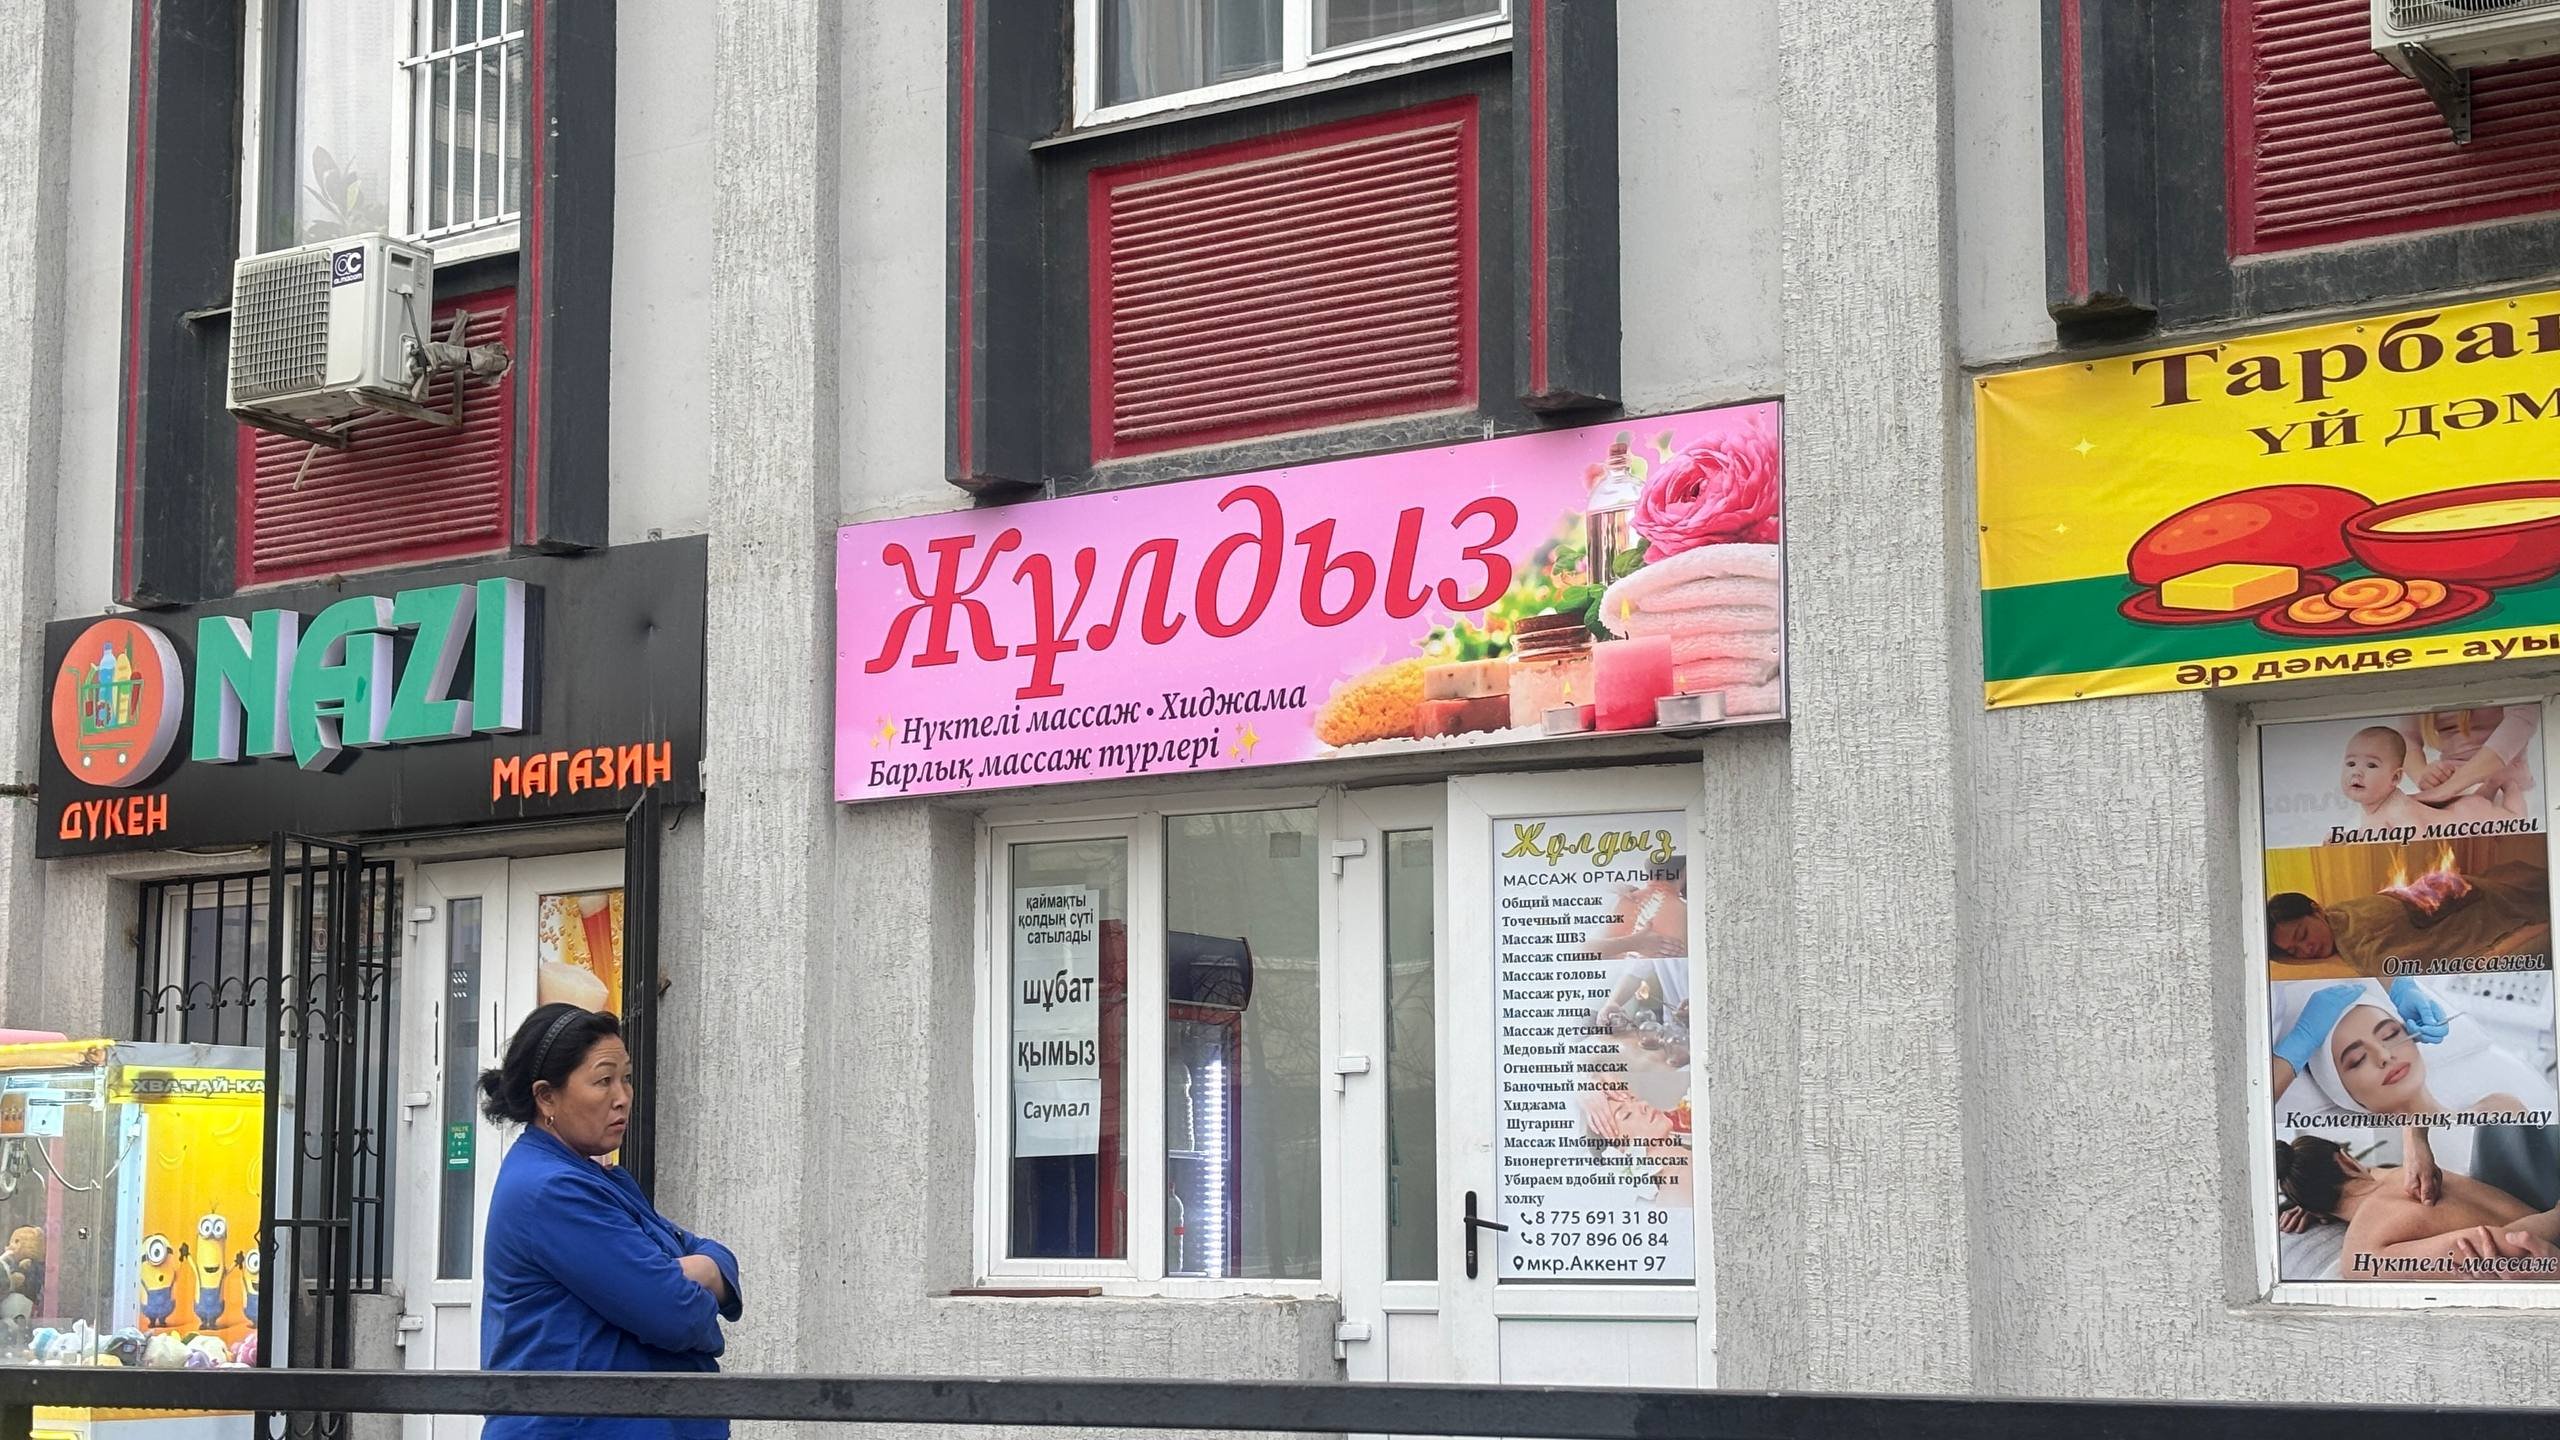 NAZI
ДҮКЕН
МАГАЗИН
ХВАТАЙ-КА
Жұлдыз
Нүктелі массаж • Хиджама
Барлық массаж түрлері
қаймақты
қолдың сүті
сатылады
шұбат
қымыз
Саумал
Жұлдыз
МАССАЖ ОРТАЛЫҒЫ
Общий массаж
Точечный массаж
Массаж ШВЗ
Массаж спины
Массаж головы
Массаж рук, ног
Массаж лица
Массаж детский
Медовый массаж
Огненный массаж
Баночный массаж
Хиджама
Шугаринг
Массаж Имбирной пастой
Бионергетический массаж
Убираем вдобий горбик и
холку
8 775 691 31 80
8 707 896 06 84
мкр.Аккент 97
үй дәм
Әр дәмде – ауы
Баллар массажы
От массажы
Косметикалық тазалау
Нүктелі массаж